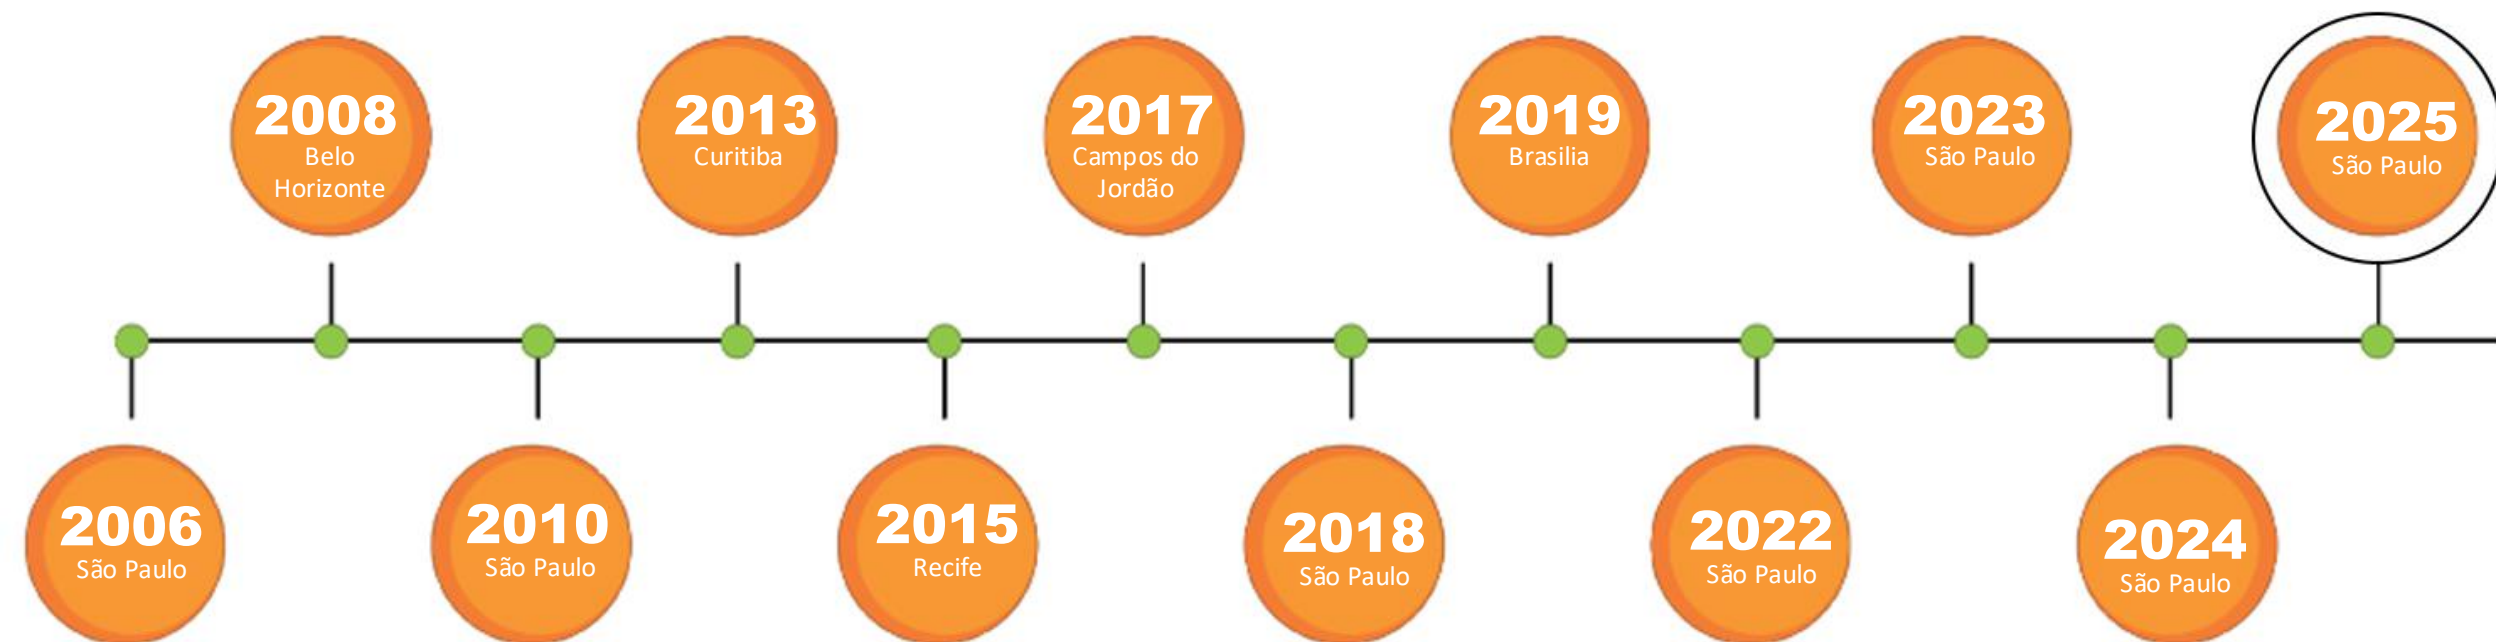 2008
Belo
Horizonte
2013
Curitiba
2017
Campos do
Jordão
2019
Brasilia
2023
São Paulo
2025
São Paulo
2006
São Paulo
2010
São Paulo
2015
Recife
2018
São Paulo
2022
São Paulo
2024
São Paulo